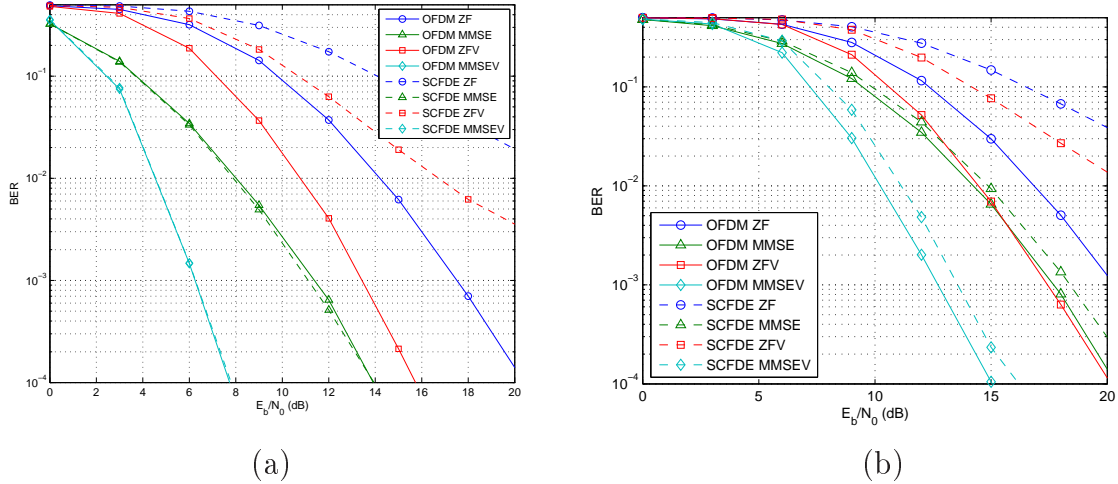 10^-1
10^-2
10^-3
10^-4
BER
0 2 4 6 8 10 12 14 16 18 20
E_b/N_0 (dB)
OFDM ZF
OFDM MMSE
OFDM ZFV
OFDM MMSEV
SCFDE ZF
SCFDE MMSE
SCFDE ZFV
SCFDE MMSEV
(a)
10^-1
10^-2
10^-3
10^-4
BER
0 5 10 15 20
E_b/N_0 (dB)
OFDM ZF
OFDM MMSE
OFDM ZFV
OFDM MMSEV
SCFDE ZF
SCFDE MMSE
SCFDE ZFV
SCFDE MMSEV
(b)